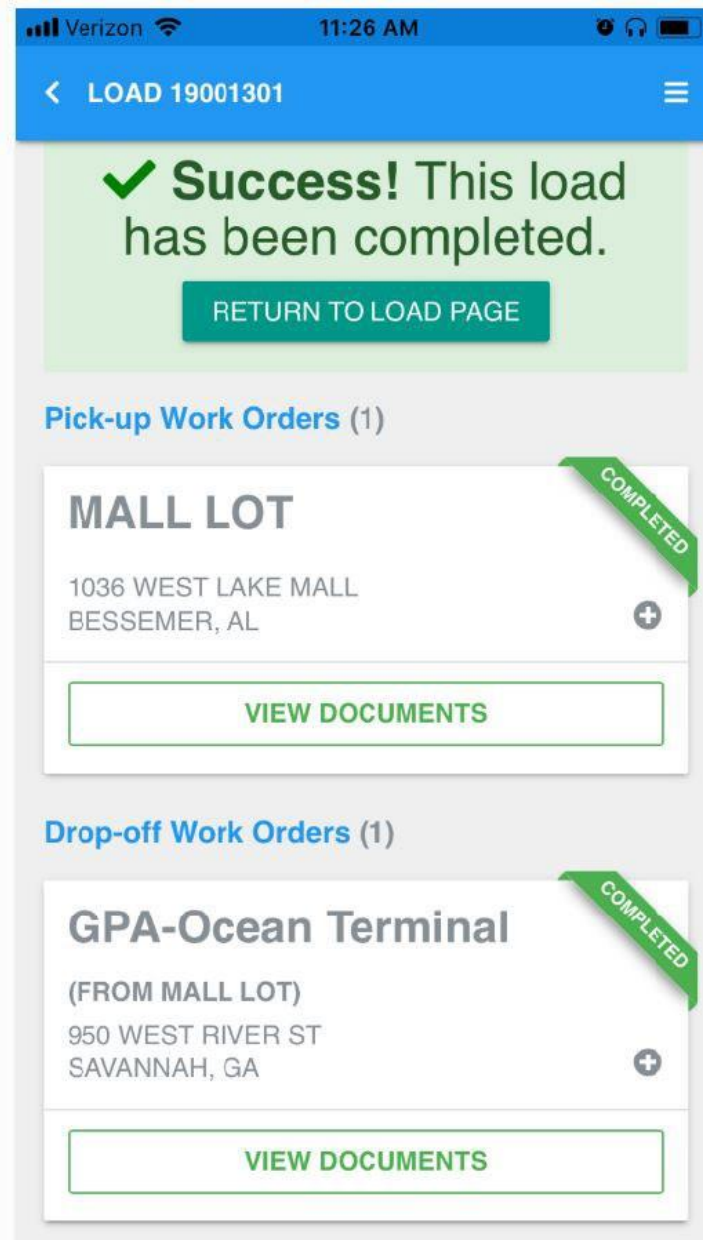 Verizon 11:26 AM
LOAD 19001301
Success! This load
has been completed.
RETURN TO LOAD PAGE
Pick-up Work Orders (1)
COMPLETED
MALL LOT
1036 WEST LAKE MALL
BESSEMER, AL
VIEW DOCUMENTS
Drop-off Work Orders (1)
COMPLETED
GPA-Ocean Terminal
(FROM MALL LOT)
950 WEST RIVER ST
SAVANNAH, GA
VIEW DOCUMENTS